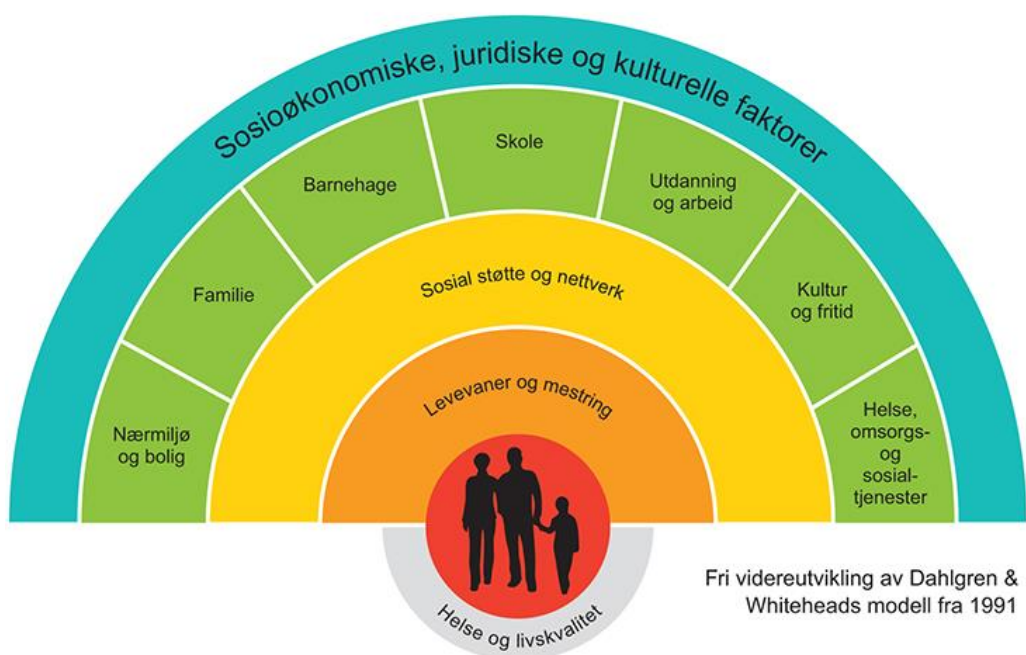 Sosioøkonomiske, juridiske og kulturelle faktorer
Nærmiljø
og bolig
Familie
Barnehage
Skole
Utdanning
og arbeid
Kultur
og fritid
Helse,
omsorgs-
og
sosial-
tjenester
Sosial støtte og nettverk
Levevaner og mestring
Helse og livskvalitet
Fri videreutvikling av Dahlgren &
Whiteheads modell fra 1991